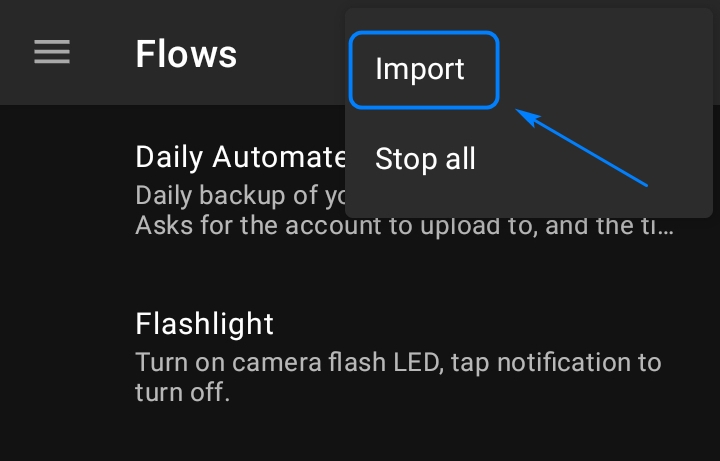 Flows
Import
Stop all
Daily Automate
Daily backup of yo
Asks for the account to upload to, and the ti...
Flashlight
Turn on camera flash LED, tap notification to
turn off.